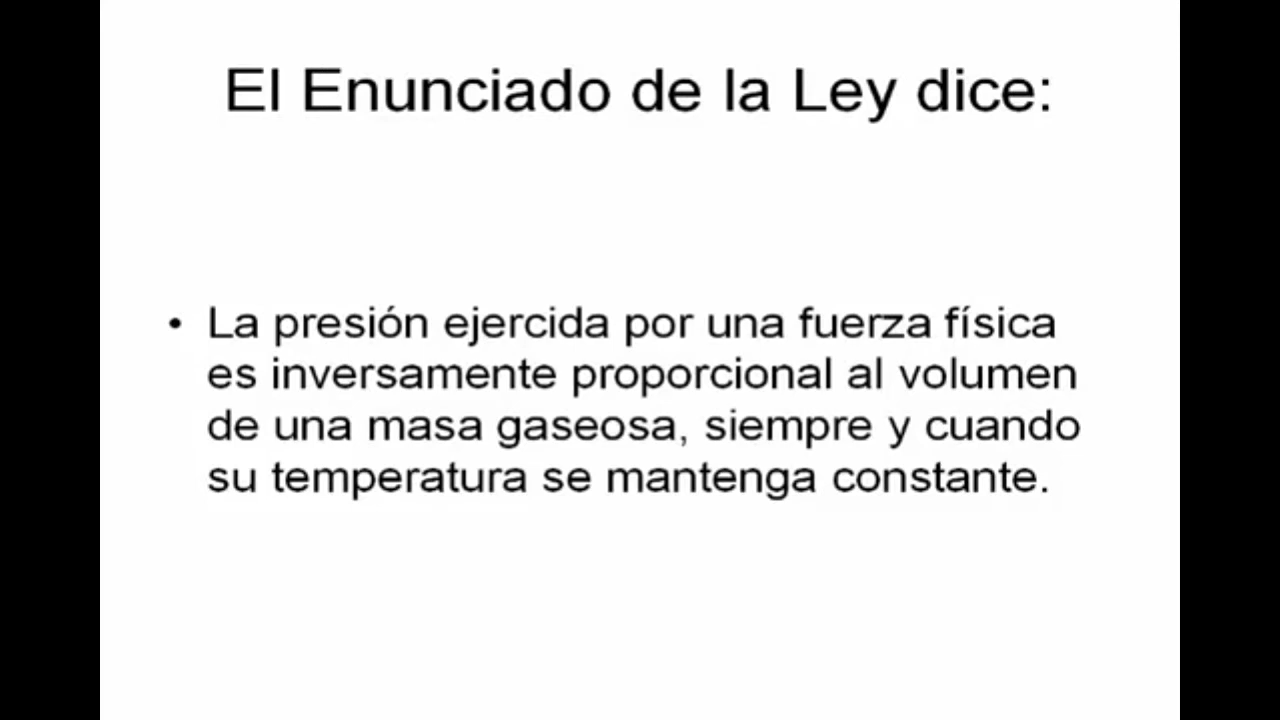 El Enunciado de la Ley dice:
• La presión ejercida por una fuerza física
es inversamente proporcional al volumen
de una masa gaseosa, siempre y cuando
su temperatura se mantenga constante.